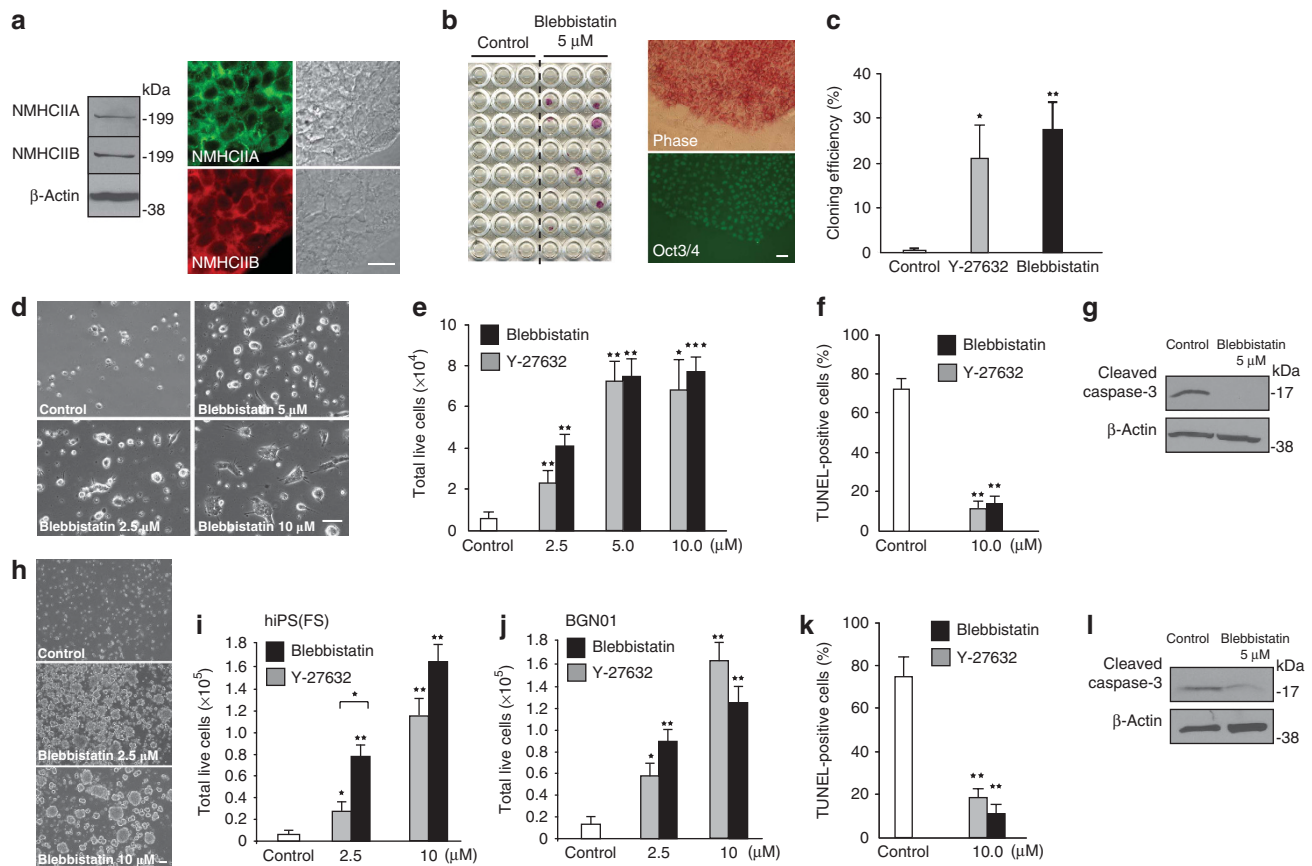 a
NMHCIIA
NMHCIIB
β-Actin
kDa
-199
-199
-38
NMHCIIA
NMHCIIB
b
Control
Blebbistatin
5 μM
Phase
Oct3/4
c
Cloning efficiency (%)
40
30
20
10
0
Control
Y-27632
Blebbistatin
★
★★
d
Control
Blebbistatin 5 μM
Blebbistatin 2.5 μM
Blebbistatin 10 μM
e
Total live cells (×10⁴)
10
8
6
4
2
0
Blebbistatin
Y-27632
★★
★★
★★ ★★
★ ★★★
Control
2.5
5.0
10.0 (μM)
f
TUNEL-positive cells (%)
80
60
40
20
0
Blebbistatin
Y-27632
★★ ★★
Control
10.0 (μM)
g
Control
Blebbistatin
5 μM
kDa
Cleaved
caspase-3
-17
β-Actin
-38
h
Control
Blebbistatin 2.5 μM
Blebbistatin 10 μM
i
hiPS(FS)
Total live cells (×10⁵)
1.8
1.6
1.4
1.2
1.0
0.8
0.6
0.4
0.2
0
Blebbistatin
Y-27632
★
★
★★
★★
★★
Control
2.5
10 (μM)
j
BGN01
Total live cells (×10⁵)
1.8
1.6
1.4
1.2
1.0
0.8
0.6
0.4
0.2
0
Blebbistatin
Y-27632
★
★★
★★
★★
Control
2.5
10 (μM)
k
TUNEL-positive cells (%)
100
80
60
40
20
0
Blebbistatin
Y-27632
★★
★★
Control
10.0 (μM)
l
Control
Blebbistatin
5 μM
kDa
Cleaved
caspase-3
-17
β-Actin
-38